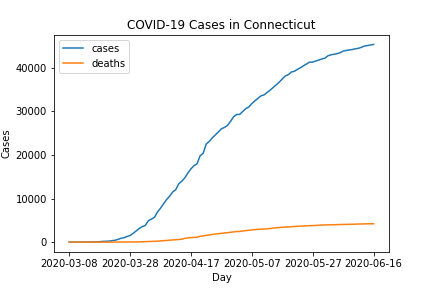 COVID-19 Cases in Connecticut
cases
deaths
40000
30000
20000
10000
0
Cases
2020-03-08 2020-03-28 2020-04-17 2020-05-07 2020-05-27 2020-06-16
Day